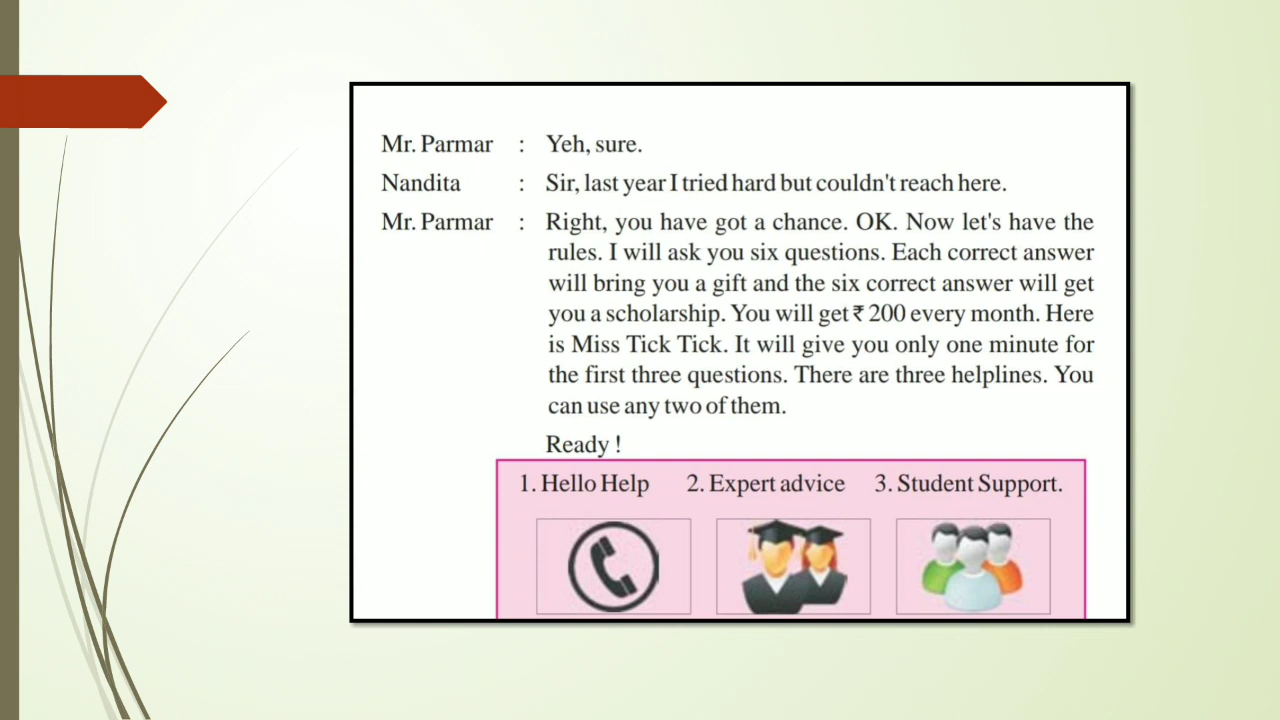 Mr. Parmar : Yeh, sure.
Nandita : Sir, last year I tried hard but couldn't reach here.
Mr. Parmar : Right, you have got a chance. OK. Now let's have the
rules. I will ask you six questions. Each correct answer
will bring you a gift and the six correct answer will get
you a scholarship. You will get ₹ 200 every month. Here
is Miss Tick Tick. It will give you only one minute for
the first three questions. There are three helplines. You
can use any two of them.
Ready !
1. Hello Help 2. Expert advice 3. Student Support.